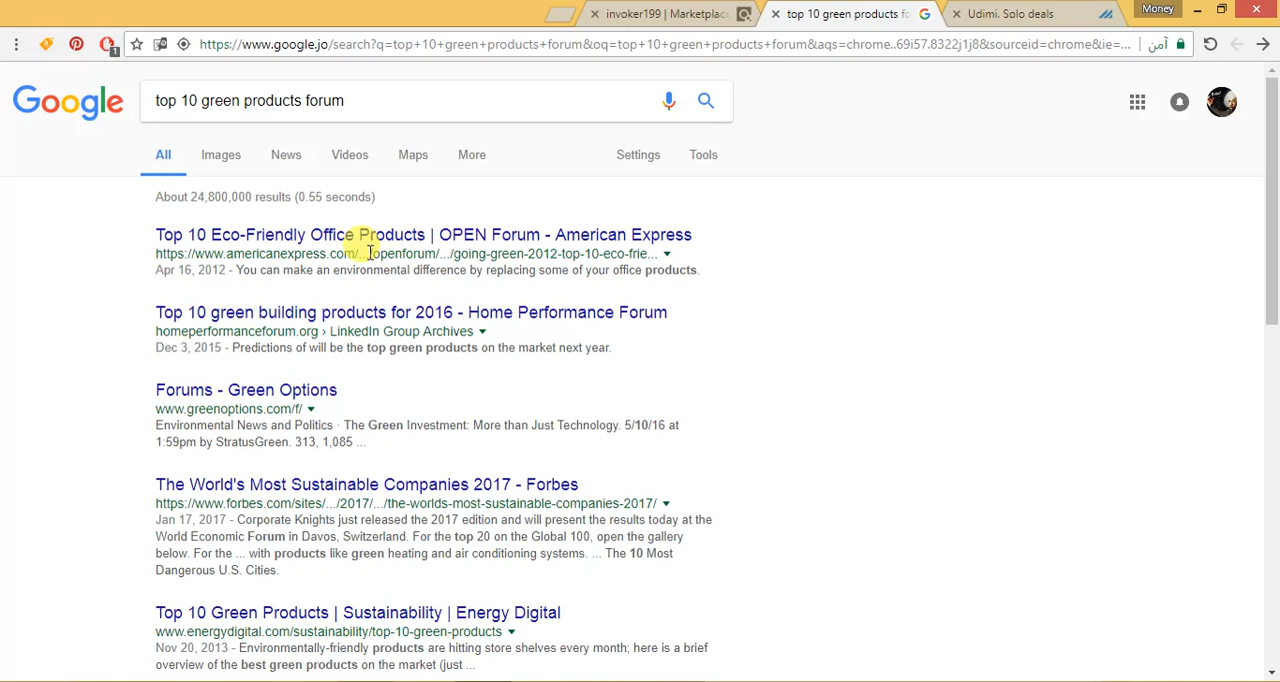 invoker199 | Marketplace
top 10 green products fo
Udimi. Solo deals
Money
1
https://www.google.jo/search?q=top+10+green+products+forum&oq=top+10+green+products+forum&aqs=chrome..69i57.8322j1j8&sourceid=chrome&ie=...
آمن
Google
top 10 green products forum
All Images News Videos Maps More Settings Tools
About 24,800,000 results (0.55 seconds)
Top 10 Eco-Friendly Office Products | OPEN Forum - American Express
https://www.americanexpress.com/.../openforum/.../going-green-2012-top-10-eco-frie...
Apr 16, 2012 - You can make an environmental difference by replacing some of your office products.
Top 10 green building products for 2016 - Home Performance Forum
homeperformanceforum.org › LinkedIn Group Archives
Dec 3, 2015 - Predictions of will be the top green products on the market next year.
Forums - Green Options
www.greenoptions.com/f/
Environmental News and Politics · The Green Investment: More than Just Technology. 5/10/16 at
1:59pm by StratusGreen. 313, 1,085 ...
The World's Most Sustainable Companies 2017 - Forbes
https://www.forbes.com/sites/.../2017/.../the-worlds-most-sustainable-companies-2017/
Jan 17, 2017 - Corporate Knights just released the 2017 edition and will present the results today at the
World Economic Forum in Davos, Switzerland. For the top 20 on the Global 100, open the gallery
below. For the ... with products like green heating and air conditioning systems. ... The 10 Most
Dangerous U.S. Cities.
Top 10 Green Products | Sustainability | Energy Digital
www.energydigital.com/sustainability/top-10-green-products
Nov 20, 2013 - Environmentally-friendly products are hitting store shelves every month; here is a brief
overview of the best green products on the market (just ...